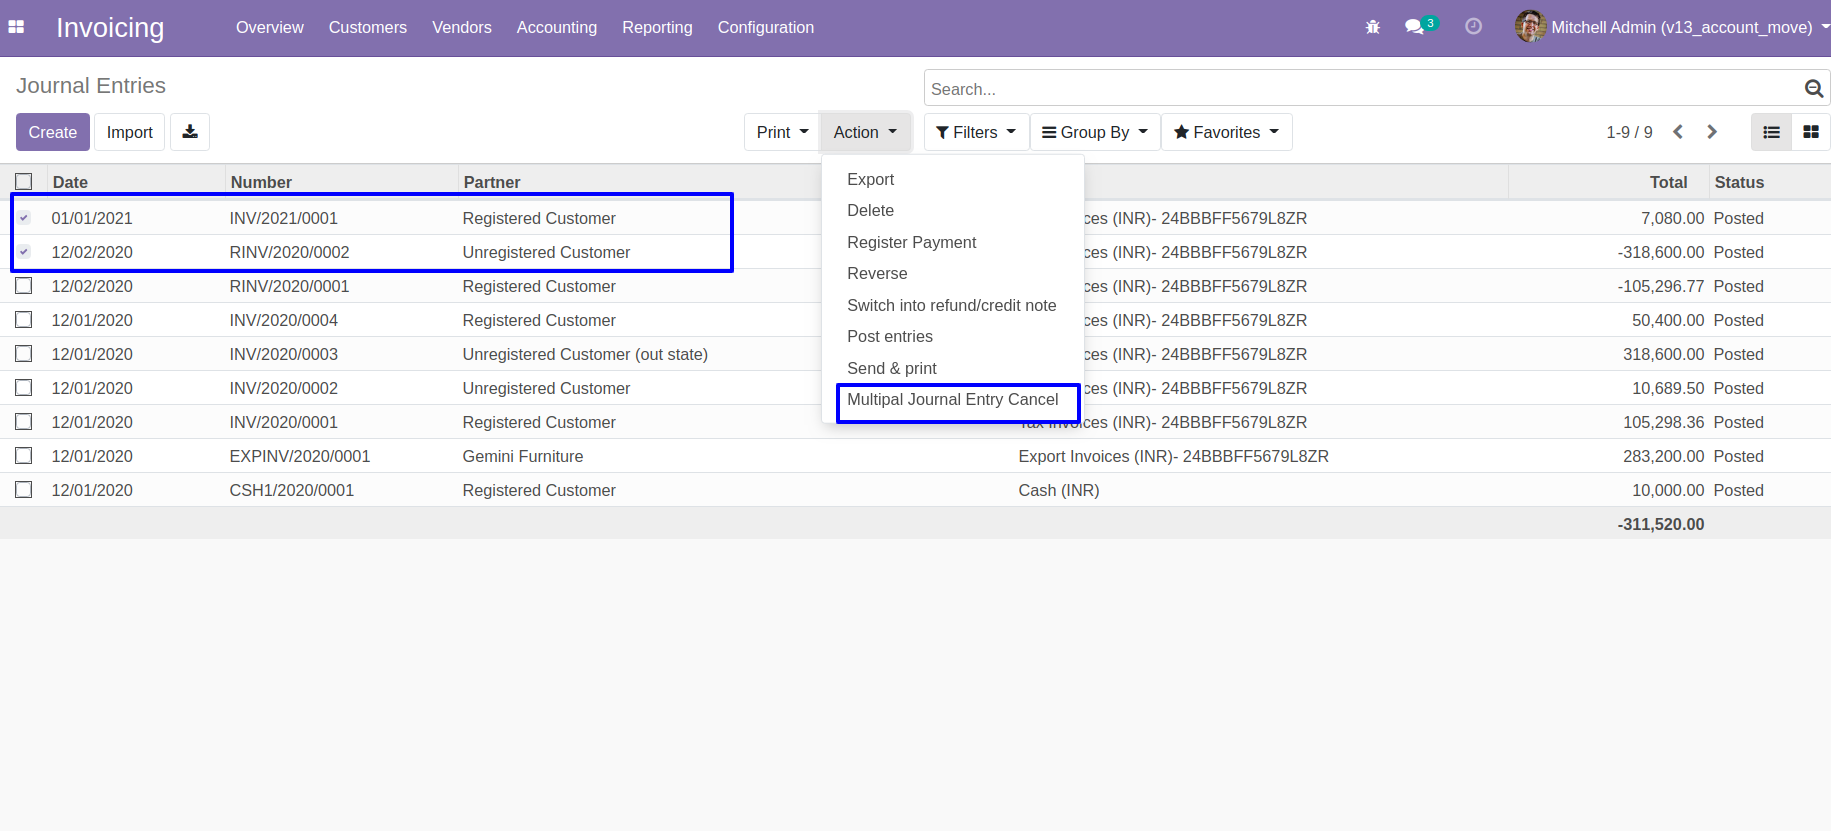 Invoicing Overview Customers Vendors Accounting Reporting Configuration 3 Mitchell Admin (v13_account_move)
Journal Entries
Search...
Create Import Print Action Filters Group By Favorites 1-9 / 9
Date Number Partner Total Status
Export
Delete
Register Payment
Reverse
Switch into refund/credit note
Post entries
Send & print
Multipal Journal Entry Cancel
01/01/2021 INV/2021/0001 Registered Customer ces (INR)- 24BBBFF5679L8ZR 7,080.00 Posted
12/02/2020 RINV/2020/0002 Unregistered Customer ces (INR)- 24BBBFF5679L8ZR -318,600.00 Posted
12/02/2020 RINV/2020/0001 Registered Customer ces (INR)- 24BBBFF5679L8ZR -105,296.77 Posted
12/01/2020 INV/2020/0004 Registered Customer ces (INR)- 24BBBFF5679L8ZR 50,400.00 Posted
12/01/2020 INV/2020/0003 Unregistered Customer (out state) ces (INR)- 24BBBFF5679L8ZR 318,600.00 Posted
12/01/2020 INV/2020/0002 Unregistered Customer ces (INR)- 24BBBFF5679L8ZR 10,689.50 Posted
12/01/2020 INV/2020/0001 Registered Customer Tax Invoices (INR)- 24BBBFF5679L8ZR 105,298.36 Posted
12/01/2020 EXPINV/2020/0001 Gemini Furniture Export Invoices (INR)- 24BBBFF5679L8ZR 283,200.00 Posted
12/01/2020 CSH1/2020/0001 Registered Customer Cash (INR) 10,000.00 Posted
-311,520.00